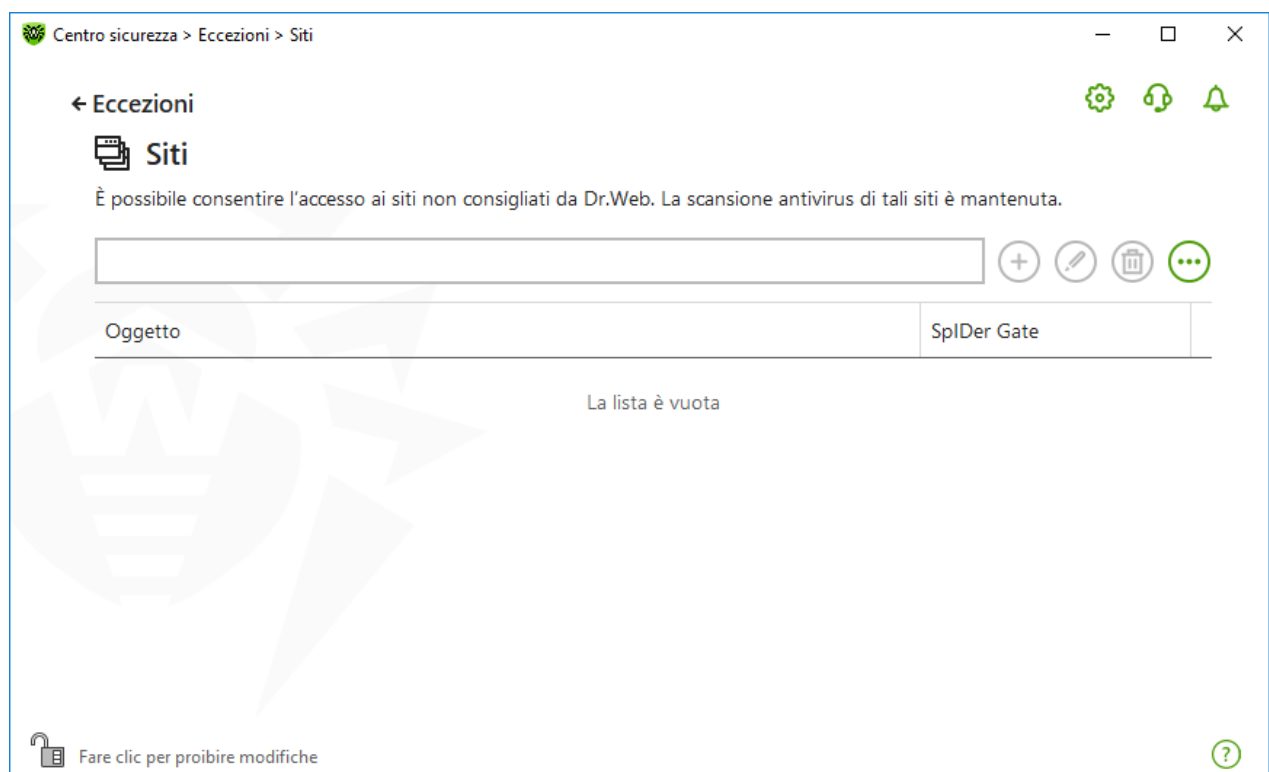 Centro sicurezza > Eccezioni > Siti
Eccezioni
Siti
È possibile consentire l'accesso ai siti non consigliati da Dr.Web. La scansione antivirus di tali siti è mantenuta.
Oggetto SpIDer Gate
La lista è vuota
Fare clic per proibire modifiche
?